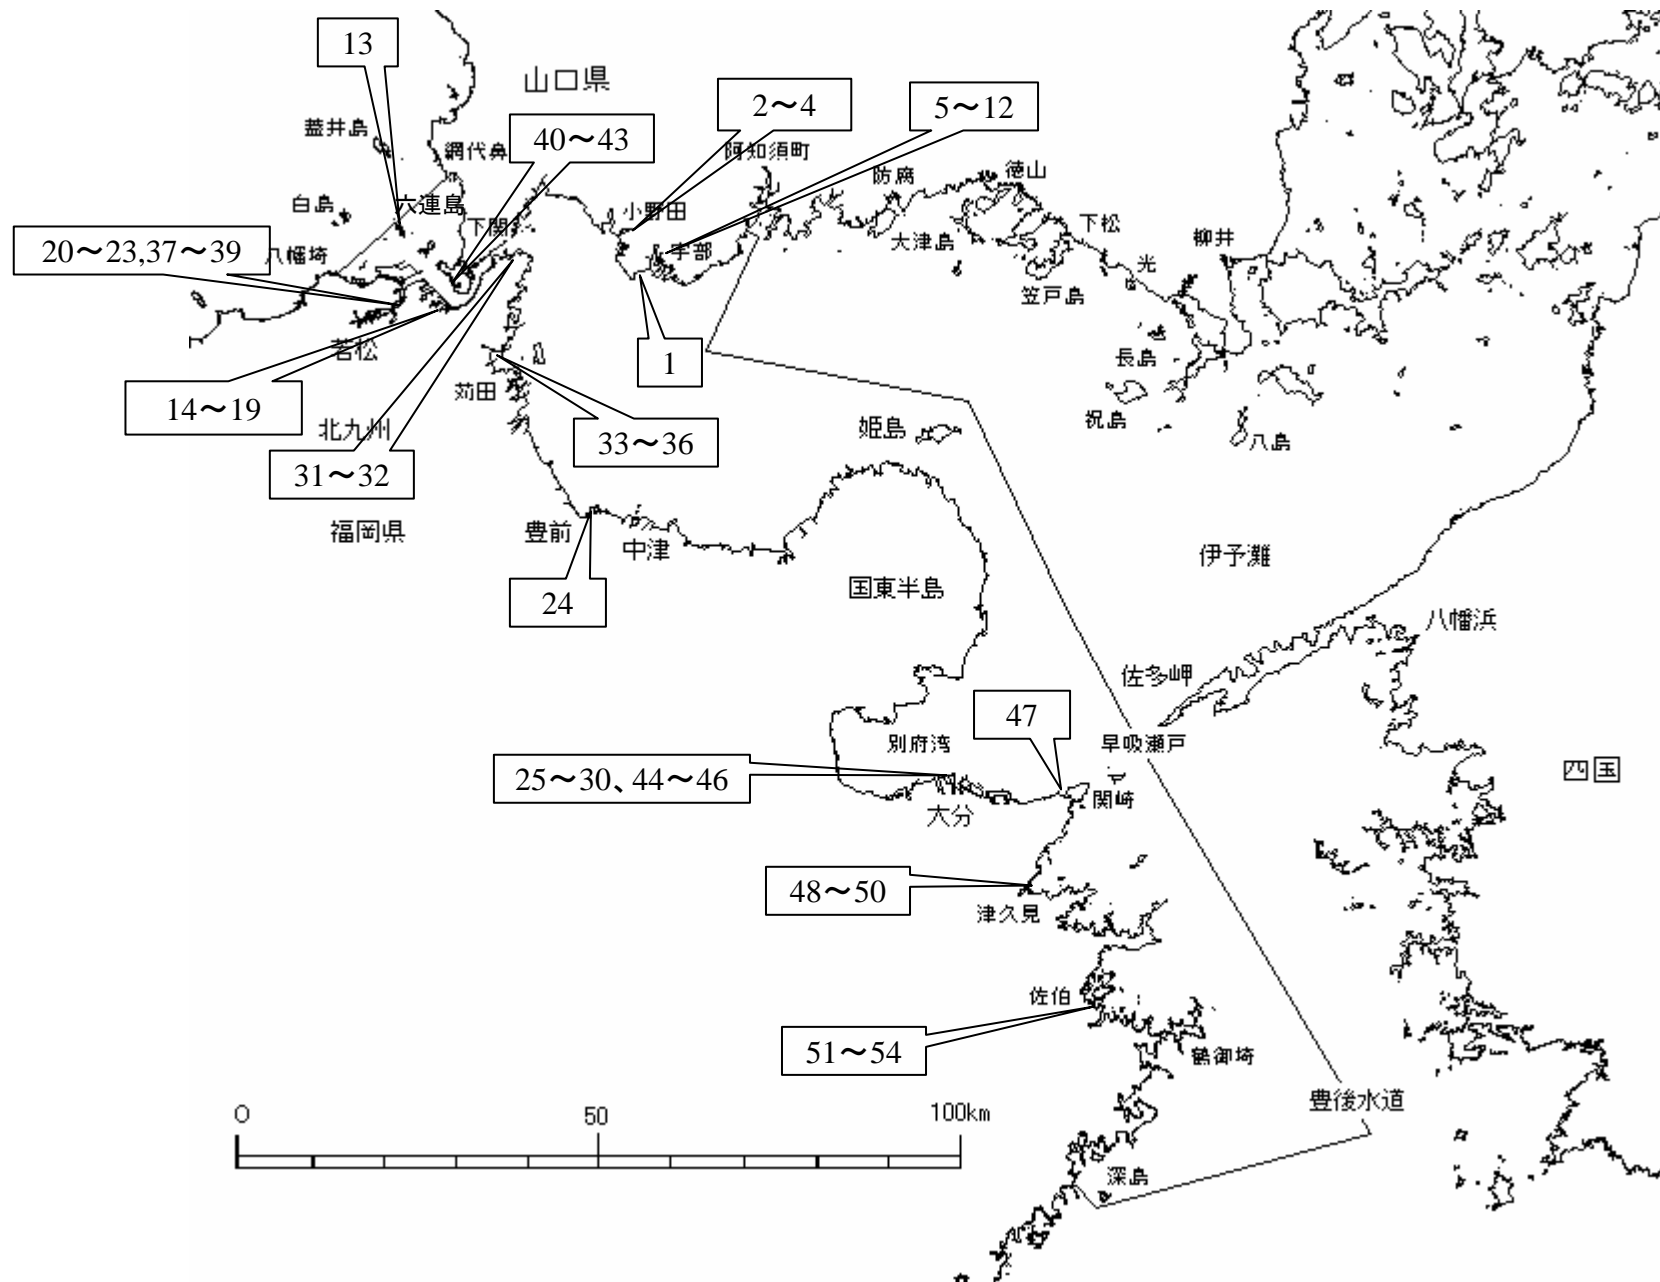 13
山口県
2～4
5～12
蓋井島
40～43
網代鼻
阿知須町
防府
徳山
白島
六連島
小野田
下関
大津島
下松
柳井
20～23,37～39
八幡埼
宇部
光
笠戸島
若松
1
長島
苅田
14～19
祝島
北九州
33～36
姫島
八島
31～32
福岡県
豊前
中津
伊予灘
24
国東半島
八幡浜
佐多岬
47
別府湾
早吸瀬戸
四国
25～30、44～46
関崎
大分
48～50
津久見
佐伯
51～54
鶴御埼
豊後水道
0
50
100km
深島